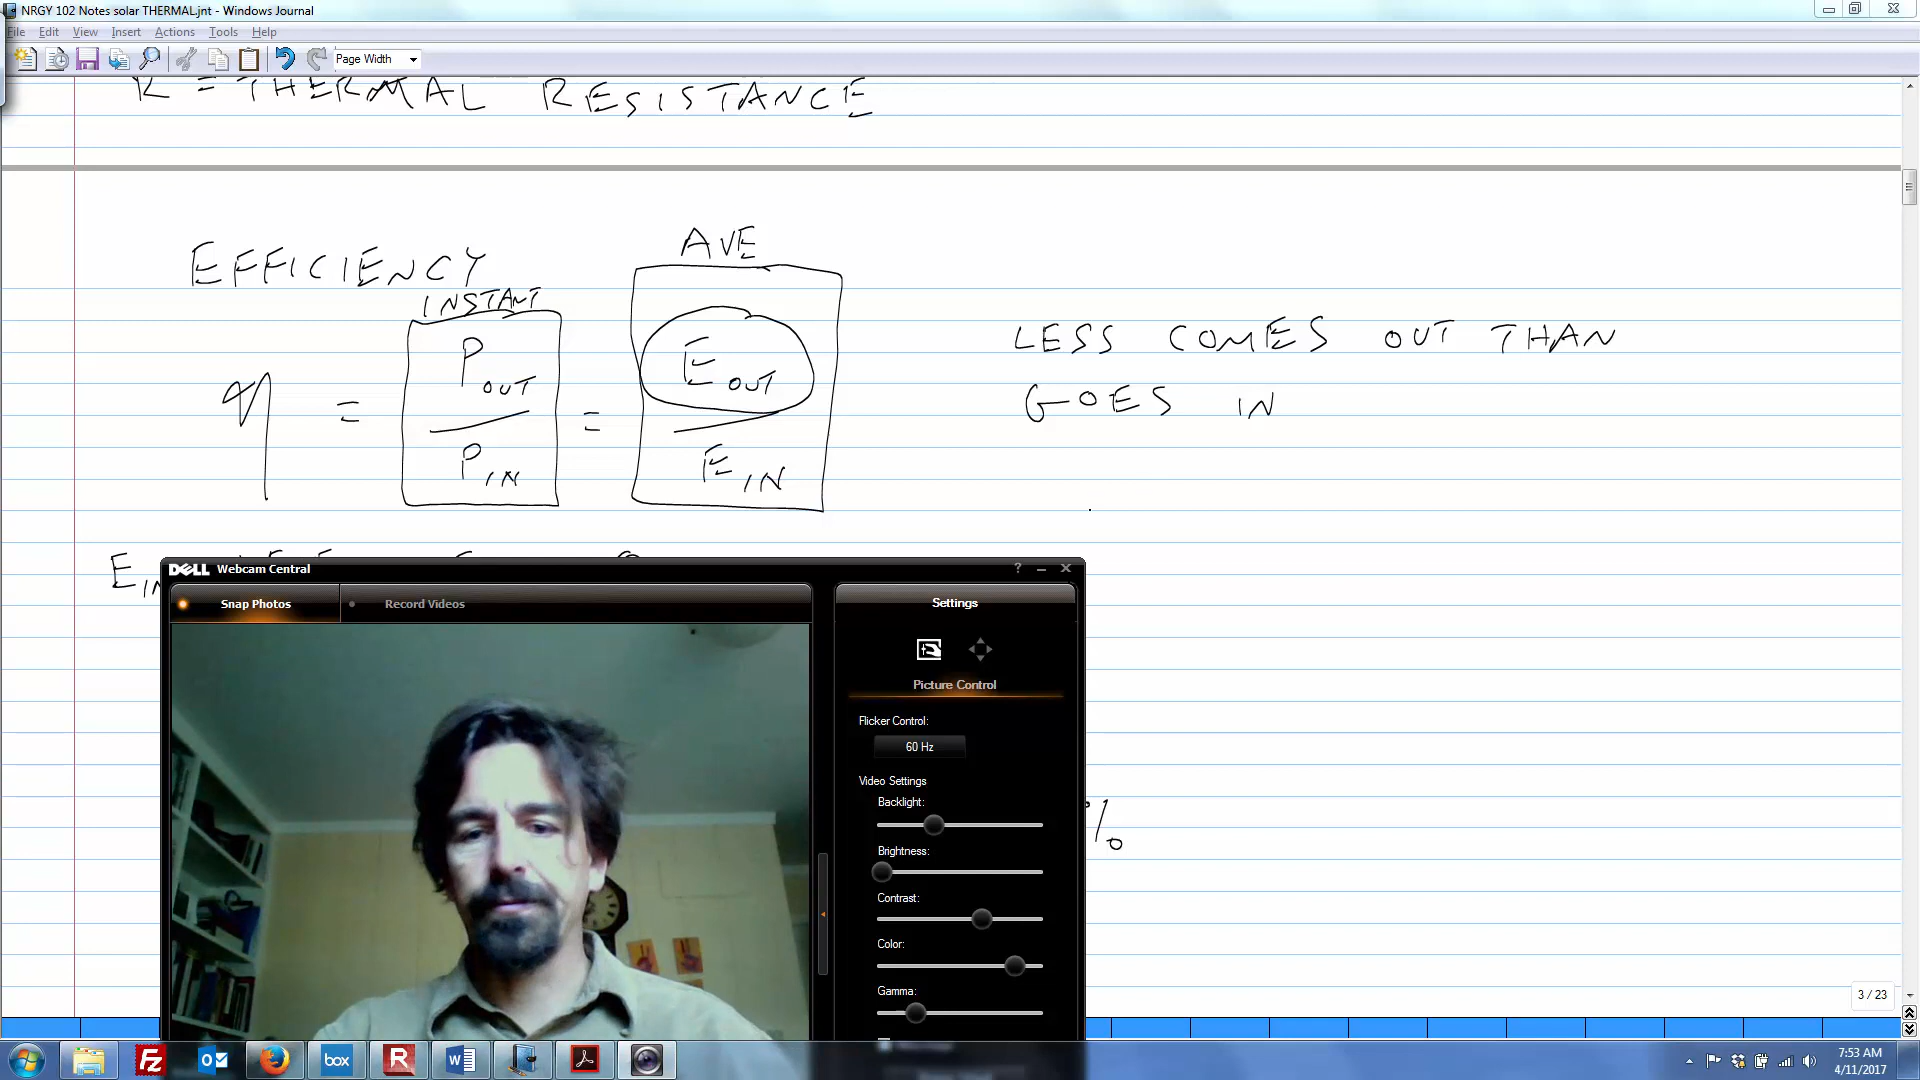 NRGY 102 Notes solar THERMAL.jnt - Windows Journal
File Edit View Insert Actions Tools Help
Page Width
R = THERMAL RESISTANCE
EFFICIENCY
INSTANT
AVE
η = P OUT / P IN = E OUT / E IN
LESS COMES OUT THAN
GOES IN
E IN
%
DELL Webcam Central
? 
Snap Photos
Record Videos
Settings
Picture Control
Flicker Control:
60 Hz
Video Settings
Backlight:
Brightness:
Contrast:
Color:
Gamma:
3 / 23
Fz
box
R
W
7:53 AM
4/11/2017